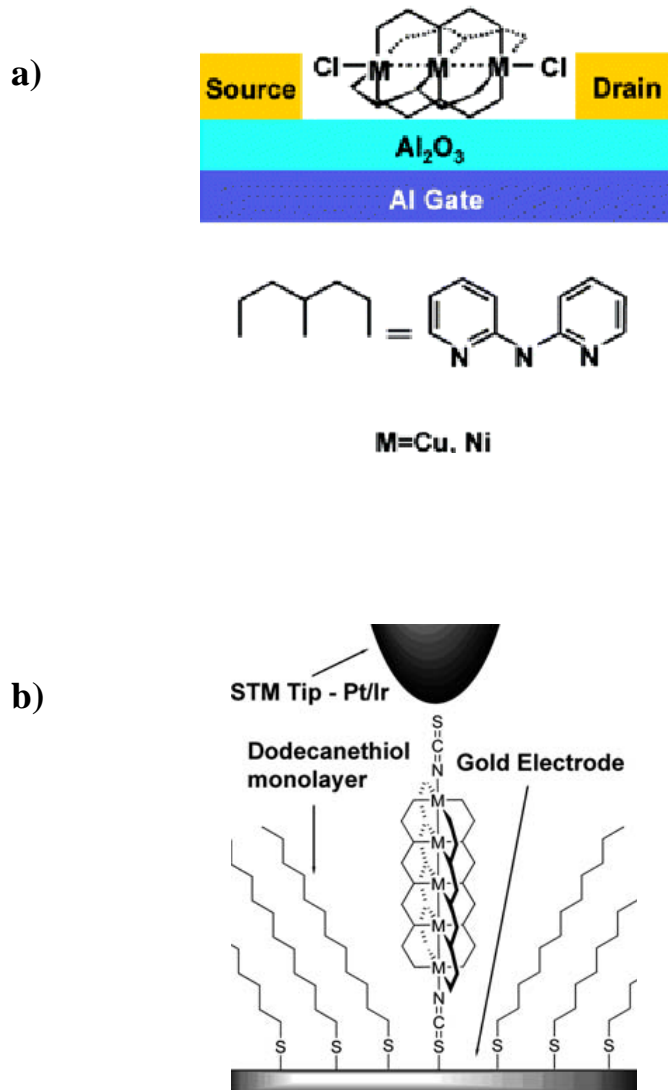 a)
Cl M M M Cl
Source Drain
Al₂O₃
Al Gate
= N N N
M=Cu, Ni
b)
STM Tip - Pt/Ir
S
C
Dodecanethiol monolayer
N
Gold Electrode
M
M
M
M
M
N
C
S S S S S S S